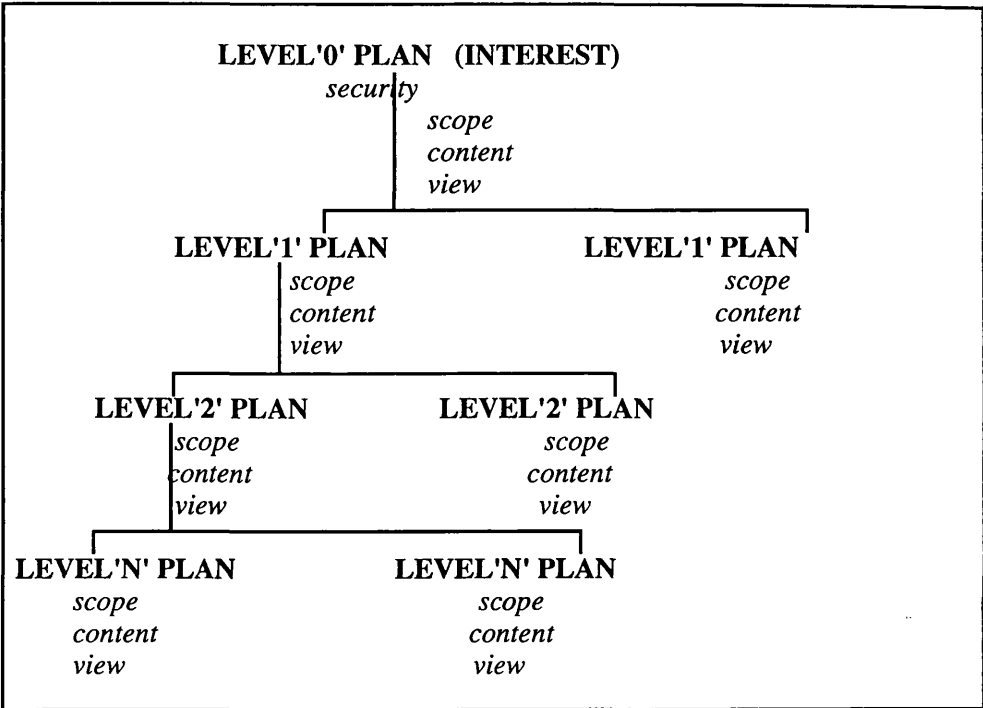 LEVEL'0' PLAN (INTEREST)
security
scope
content
view
LEVEL'1' PLAN
scope
content
view
LEVEL'1' PLAN
scope
content
view
LEVEL'2' PLAN
scope
content
view
LEVEL'2' PLAN
scope
content
view
LEVEL'N' PLAN
scope
content
view
LEVEL'N' PLAN
scope
content
view